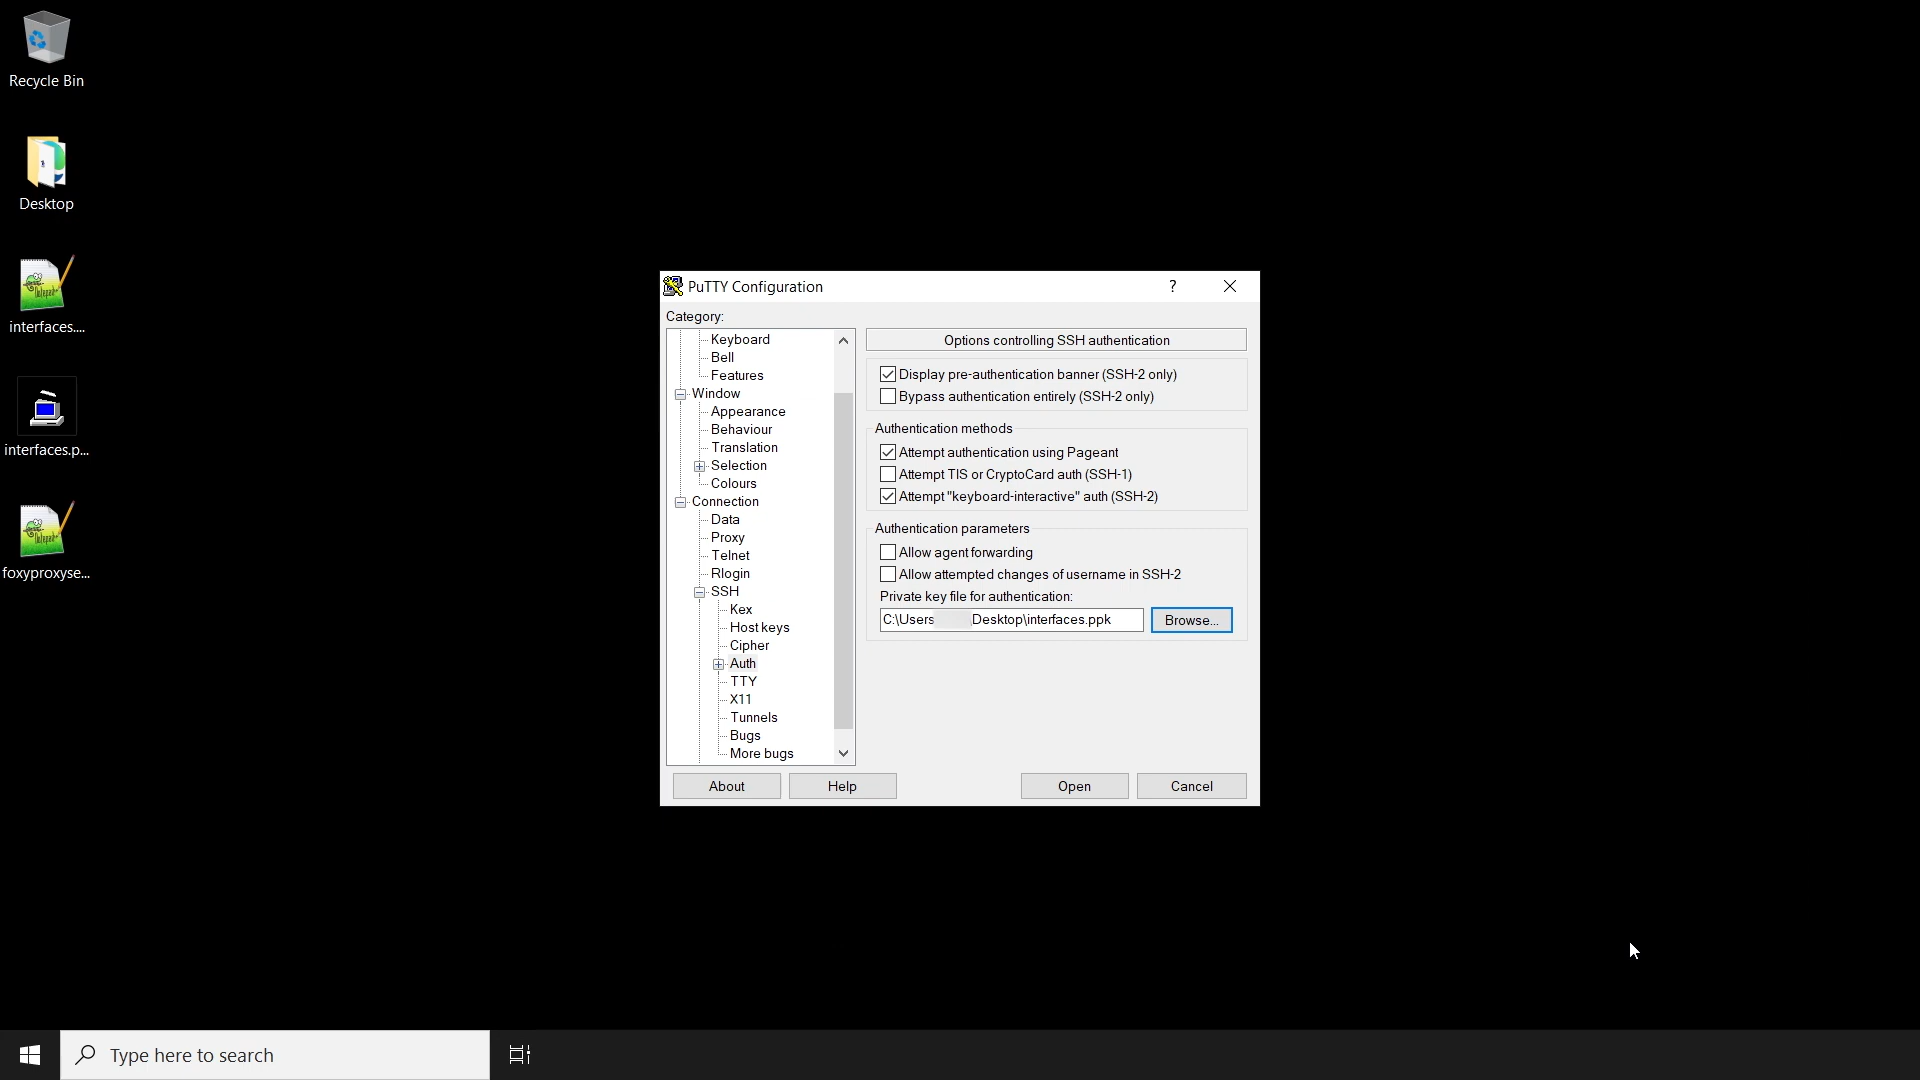 Recycle Bin
Desktop
interfaces....
interfaces.p...
foxyproxyse...
PuTTY Configuration
?
Category:
Keyboard
Bell
Features
Window
Appearance
Behaviour
Translation
Selection
Colours
Connection
Data
Proxy
Telnet
Rlogin
SSH
Kex
Host keys
Cipher
Auth
TTY
X11
Tunnels
Bugs
More bugs
Options controlling SSH authentication
Display pre-authentication banner (SSH-2 only)
Bypass authentication entirely (SSH-2 only)
Authentication methods
Attempt authentication using Pageant
Attempt TIS or CryptoCard auth (SSH-1)
Attempt "keyboard-interactive" auth (SSH-2)
Authentication parameters
Allow agent forwarding
Allow attempted changes of username in SSH-2
Private key file for authentication:
C:\Users \Desktop\interfaces.ppk
Browse...
About
Help
Open
Cancel
Type here to search